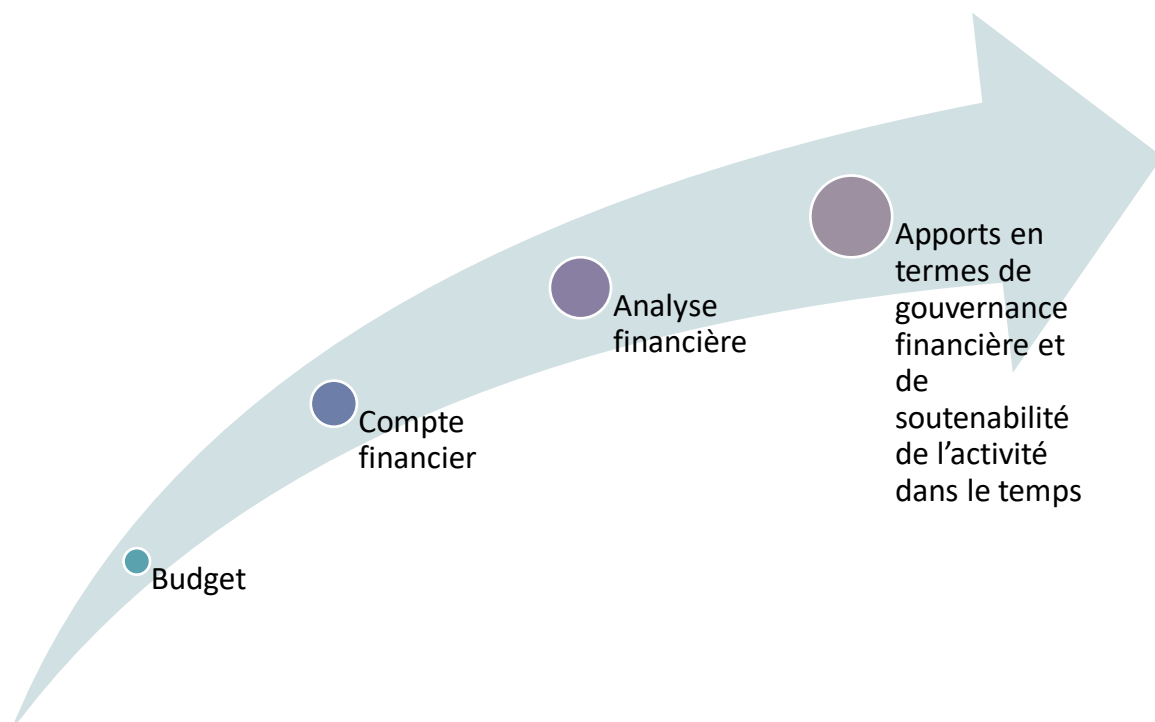 Budget
Compte
financier
Analyse
financière
Apports en
termes de
gouvernance
financière et
de
soutenabilité
de l’activité
dans le temps